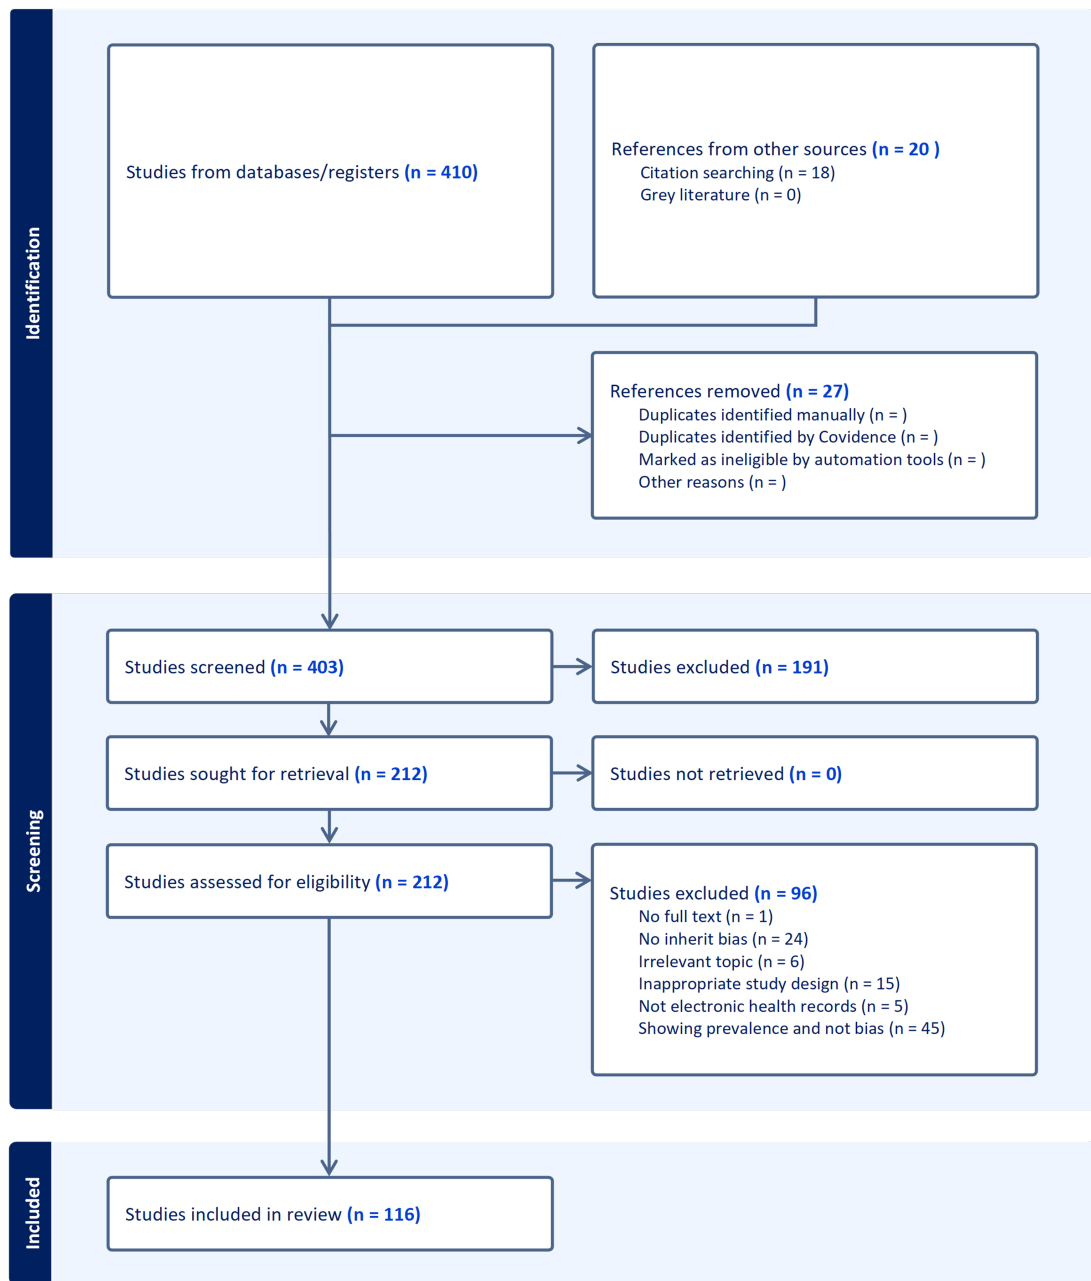 Identification
Studies from databases/registers (n = 410)
References from other sources (n = 20 )
Citation searching (n = 18)
Grey literature (n = 0)
References removed (n = 27)
Duplicates identified manually (n = )
Duplicates identified by Covidence (n = )
Marked as ineligible by automation tools (n = )
Other reasons (n = )
Screening
Studies screened (n = 403)
Studies excluded (n = 191)
Studies sought for retrieval (n = 212)
Studies not retrieved (n = 0)
Studies assessed for eligibility (n = 212)
Studies excluded (n = 96)
No full text (n = 1)
No inherit bias (n = 24)
Irrelevant topic (n = 6)
Inappropriate study design (n = 15)
Not electronic health records (n = 5)
Showing prevalence and not bias (n = 45)
Included
Studies included in review (n = 116)